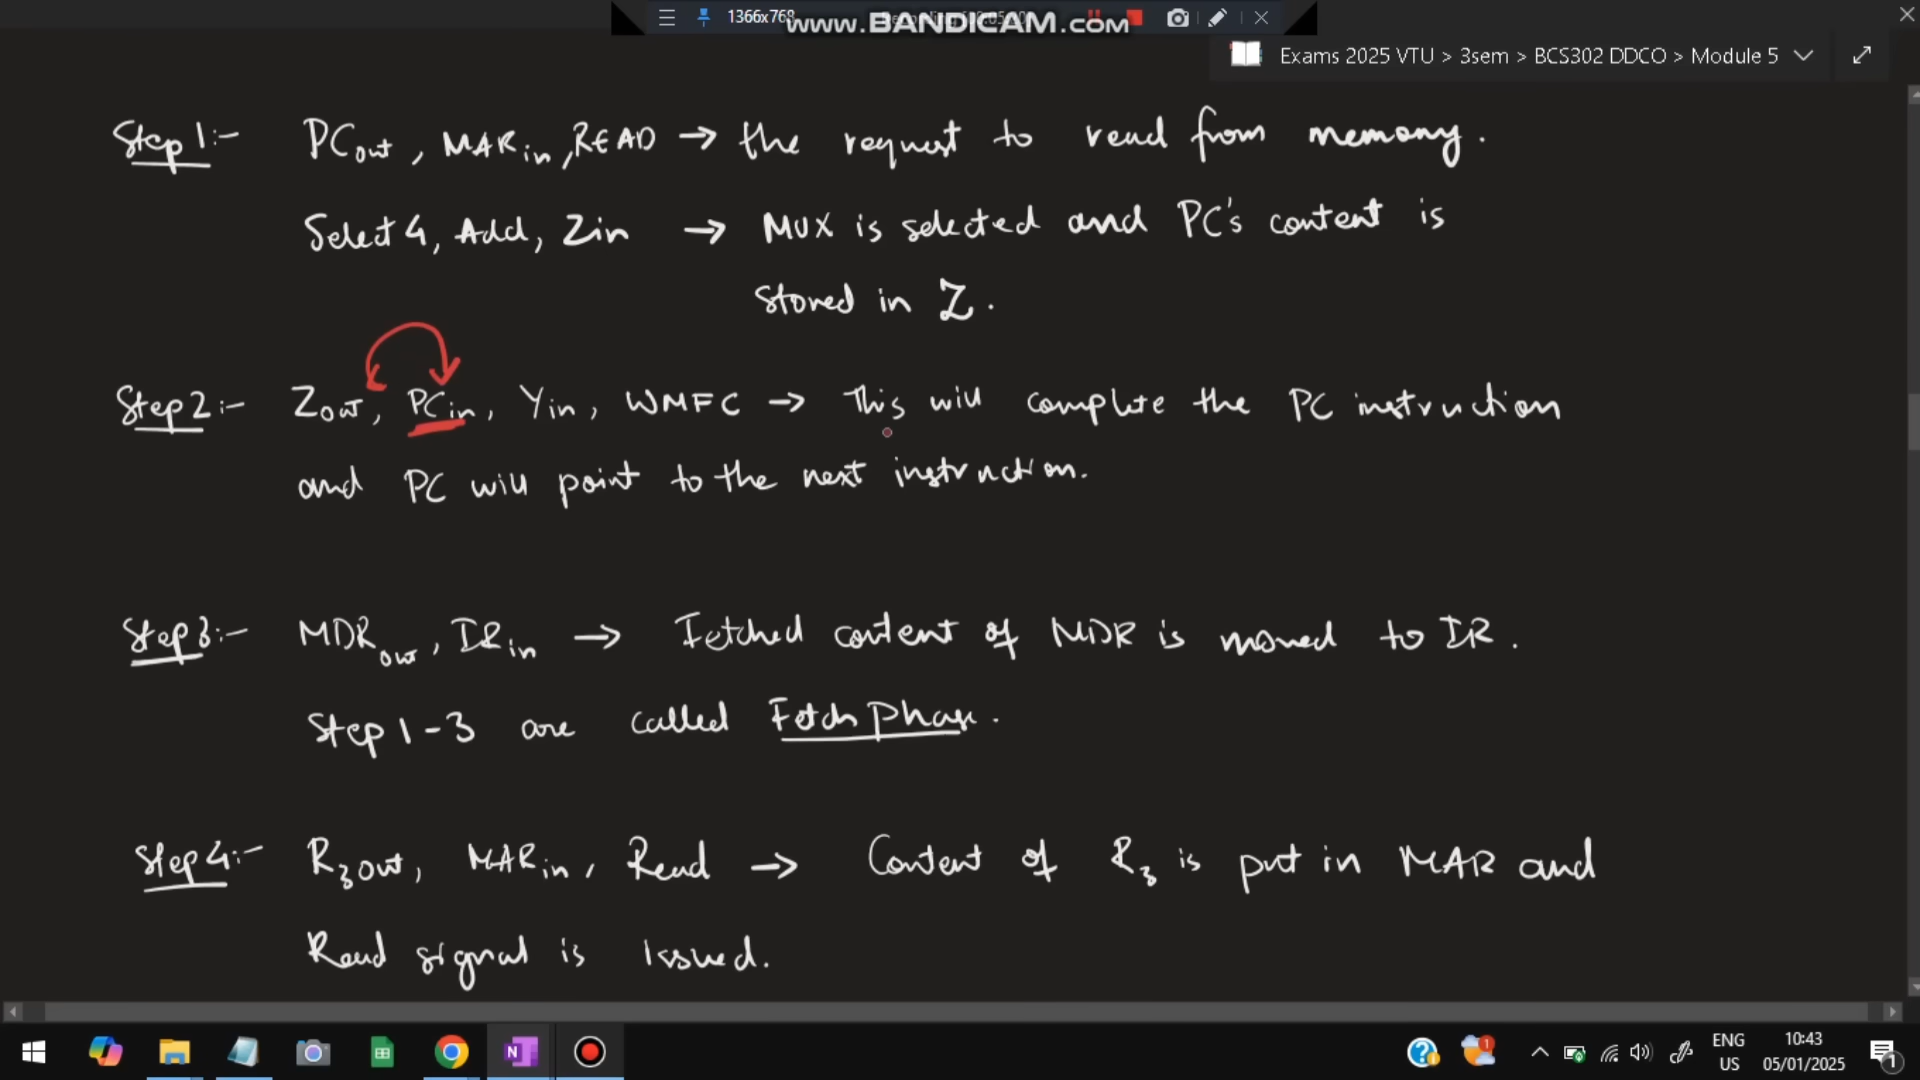 1366x768
www.BANDICAM.com
Exams 2025 VTU > 3sem > BCS302 DDCO > Module 5
Step 1:- PCout, MARin, READ → the request to read from memory.
Select 4, Add, Zin → MUX is selected and PC's content is
stored in Z.
Step 2:- Zout, PCin, Yin, WMFC → This will complete the PC instruction
and PC will point to the next instruction.
Step 3:- MDRout, IRin → Fetched content of MDR is moved to IR.
Step 1-3 are called Fetch Phase.
Step 4:- R3out, MARin, Read → Content of R3 is put in MAR and
Read signal is issued.
ENG
US
10:43
05/01/2025